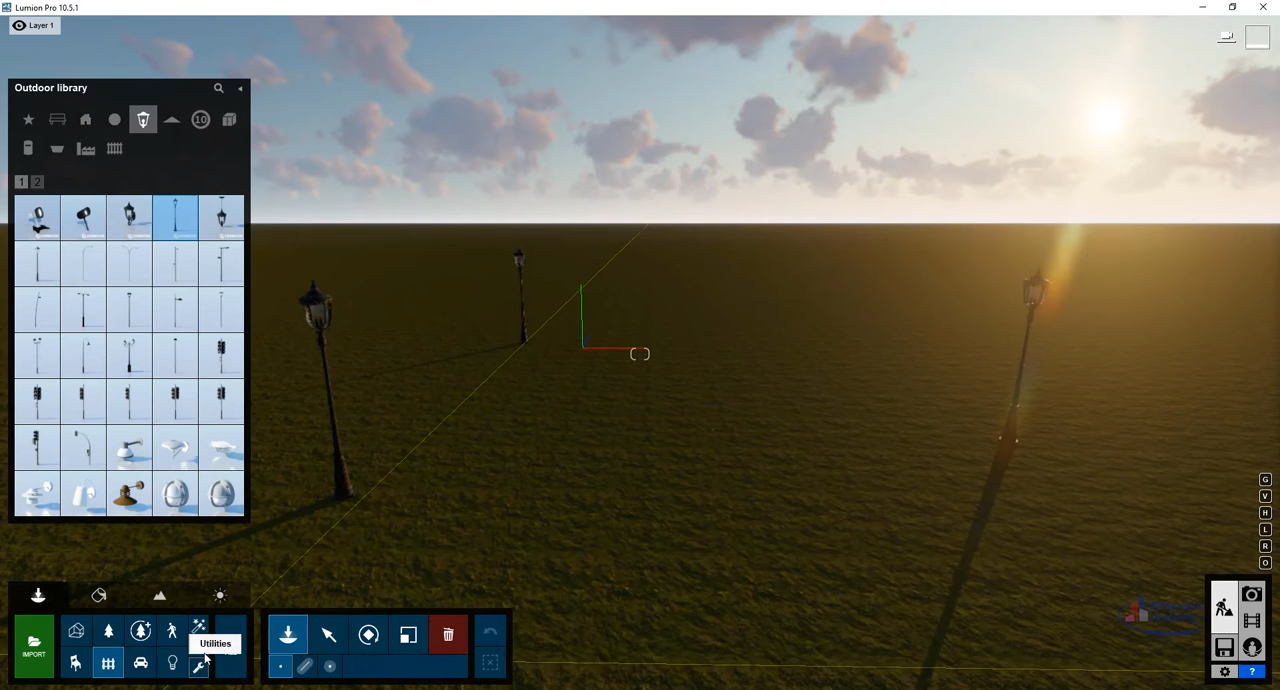 Lumion Pro 10.5.1
Layer 1
Outdoor library
10
1 2
G
V
H
L
R
O
Utilities
IMPORT
?